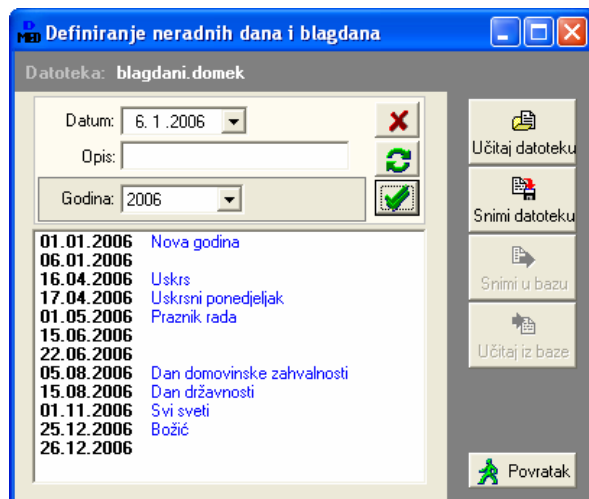 D MED Definiranje neradnih dana i blagdana
Datoteka: blagdani.domek
Datum: 6. 1 .2006
Opis:
Godina: 2006
01.01.2006 Nova godina
06.01.2006
16.04.2006 Uskrs
17.04.2006 Uskrsni ponedjeljak
01.05.2006 Praznik rada
15.06.2006
22.06.2006
05.08.2006 Dan domovinske zahvalnosti
15.08.2006 Dan državnosti
01.11.2006 Svi sveti
25.12.2006 Božić
26.12.2006
Učitaj datoteku
Snimi datoteku
Snimi u bazu
Učitaj iz baze
Povratak